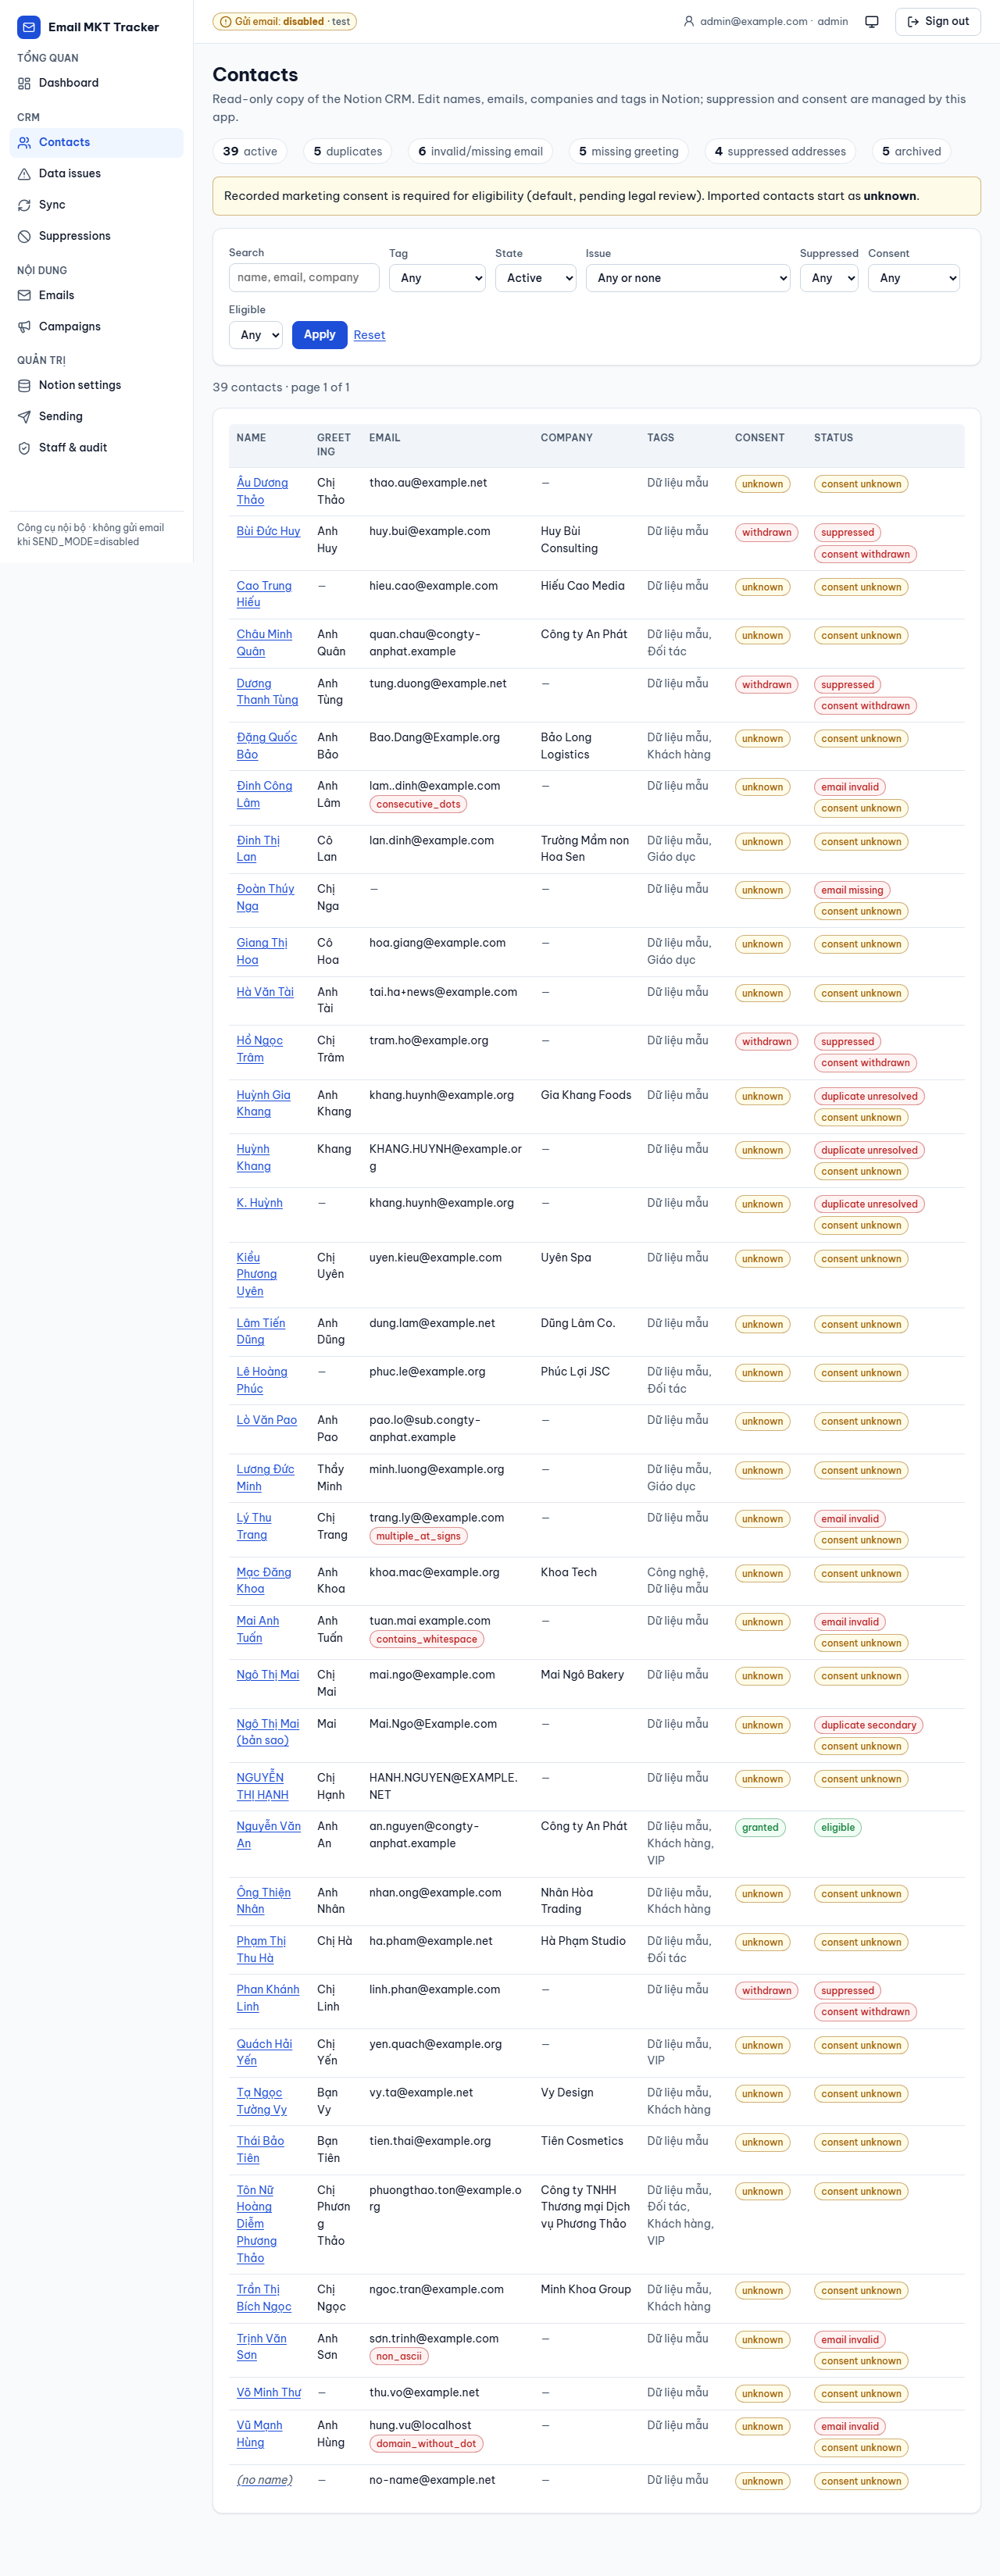 Email MKT Tracker
TỔNG QUAN
Dashboard
CRM
Contacts
Data issues
Sync
Suppressions
NỘI DUNG
Emails
Campaigns
QUẢN TRỊ
Notion settings
Sending
Staff & audit
Công cụ nội bộ · không gửi email
khi SEND_MODE=disabled
Gửi email: disabled · test
admin@example.com · admin
Sign out
Contacts
Read-only copy of the Notion CRM. Edit names, emails, companies and tags in Notion; suppression and consent are managed by this
app.
39 active
5 duplicates
6 invalid/missing email
5 missing greeting
4 suppressed addresses
5 archived
Recorded marketing consent is required for eligibility (default, pending legal review). Imported contacts start as unknown.
Search Tag State Issue Suppressed Consent
name, email, company Any Active Any or none Any Any
Eligible
Any Apply Reset
39 contacts · page 1 of 1
NAME GREET EMAIL COMPANY TAGS CONSENT STATUS
ING
Âu Dương Chị thao.au@example.net — Dữ liệu mẫu unknown consent unknown
Thảo Thảo
Bùi Đức Huy Anh huy.bui@example.com Huy Bùi Dữ liệu mẫu withdrawn suppressed
Huy Consulting consent withdrawn
Cao Trung — hieu.cao@example.com Hiếu Cao Media Dữ liệu mẫu unknown consent unknown
Hiếu
Châu Minh Anh quan.chau@congty- Công ty An Phát Dữ liệu mẫu, unknown consent unknown
Quân Quân anphat.example Đối tác
Dương Anh tung.duong@example.net — Dữ liệu mẫu withdrawn suppressed
Thanh Tùng Tùng consent withdrawn
Đặng Quốc Anh Bao.Dang@Example.org Bảo Long Dữ liệu mẫu, unknown consent unknown
Bảo Bảo Logistics Khách hàng
Đinh Công Anh lam..dinh@example.com — Dữ liệu mẫu unknown email invalid
Lâm Lâm consecutive_dots consent unknown
Đinh Thị Cô lan.dinh@example.com Trường Mầm non Dữ liệu mẫu, unknown consent unknown
Lan Lan Hoa Sen Giáo dục
Đoàn Thúy Chị — — Dữ liệu mẫu unknown email missing
Nga Nga consent unknown
Giang Thị Cô hoa.giang@example.com — Dữ liệu mẫu, unknown consent unknown
Hoa Hoa Giáo dục
Hà Văn Tài Anh tai.ha+news@example.com — Dữ liệu mẫu unknown consent unknown
Tài
Hồ Ngọc Chị tram.ho@example.org — Dữ liệu mẫu withdrawn suppressed
Trâm Trâm consent withdrawn
Huỳnh Gia Anh khang.huynh@example.org Gia Khang Foods Dữ liệu mẫu unknown duplicate unresolved
Khang Khang consent unknown
Huỳnh Khang KHANG.HUYNH@example.or — Dữ liệu mẫu unknown duplicate unresolved
Khang g consent unknown
K. Huỳnh — khang.huynh@example.org — Dữ liệu mẫu unknown duplicate unresolved
consent unknown
Kiều Chị uyen.kieu@example.com Uyên Spa Dữ liệu mẫu unknown consent unknown
Phương Uyên
Uyên
Lâm Tiến Anh dung.lam@example.net Dũng Lâm Co. Dữ liệu mẫu unknown consent unknown
Dũng Dũng
Lê Hoàng — phuc.le@example.org Phúc Lợi JSC Dữ liệu mẫu, unknown consent unknown
Phúc Đối tác
Lò Văn Pao Anh pao.lo@sub.congty- — Dữ liệu mẫu unknown consent unknown
Pao anphat.example
Lương Đức Thầy minh.luong@example.org — Dữ liệu mẫu, unknown consent unknown
Minh Minh Giáo dục
Lý Thu Chị trang.ly@@example.com — Dữ liệu mẫu unknown email invalid
Trang Trang multiple_at_signs consent unknown
Mạc Đăng Anh khoa.mac@example.com Khoa Tech Công nghệ, unknown consent unknown
Khoa Khoa Dữ liệu mẫu
Mai Anh Anh tuan.mai example.com — Dữ liệu mẫu unknown email invalid
Tuấn Tuấn contains_whitespace consent unknown
Ngô Thị Mai Chị mai.ngo@example.com Mai Ngô Bakery Dữ liệu mẫu unknown consent unknown
Mai
Ngô Thị Mai Mai Mai.Ngo@Example.com — Dữ liệu mẫu unknown duplicate secondary
(bản sao) consent unknown
NGUYỄN Chị HANH.NGUYEN@EXAMPLE. — Dữ liệu mẫu unknown consent unknown
THỊ HẠNH Hạnh NET
Nguyễn Văn Anh an.nguyen@congty- Công ty An Phát Dữ liệu mẫu, granted eligible
An An anphat.example Khách hàng,
VIP
Ông Thiện Anh nhan.ong@example.com Nhân Hòa Dữ liệu mẫu, unknown consent unknown
Nhân Nhân Trading Khách hàng
Phạm Thị Chị Hà ha.pham@example.net Hà Phạm Studio Dữ liệu mẫu, unknown consent unknown
Thu Hà Đối tác
Phan Khánh Chị linh.phan@example.com — Dữ liệu mẫu withdrawn suppressed
Linh Linh consent withdrawn
Quách Hải Chị yen.quach@example.org — Dữ liệu mẫu, unknown consent unknown
Yến Yến VIP
Tạ Ngọc Bạn vy.ta@example.net Vy Design Dữ liệu mẫu, unknown consent unknown
Tường Vy Vy Khách hàng
Thái Bảo Bạn tien.thai@example.org Tiên Cosmetics Dữ liệu mẫu unknown consent unknown
Tiên Tiên
Tôn Nữ Chị phuongthao.ton@example.o Công ty TNHH Dữ liệu mẫu, unknown consent unknown
Hoàng Phươn rg Thương mại Dịch Đối tác,
Diễm g vụ Phương Thảo Khách hàng,
Phương Thảo VIP
Thảo
Trần Thị Chị ngoc.tran@example.com Minh Khoa Group Dữ liệu mẫu, unknown consent unknown
Bích Ngọc Ngọc Khách hàng
Trịnh Văn Anh sơn.trinh@example.com — Dữ liệu mẫu unknown email invalid
Sơn Sơn non_ascii consent unknown
Võ Minh Thư — thu.vo@example.net — Dữ liệu mẫu unknown consent unknown
Vũ Mạnh Anh hung.vu@localhost — Dữ liệu mẫu unknown email invalid
Hùng Hùng domain_without_dot consent unknown
(no name) — no-name@example.net — Dữ liệu mẫu unknown consent unknown